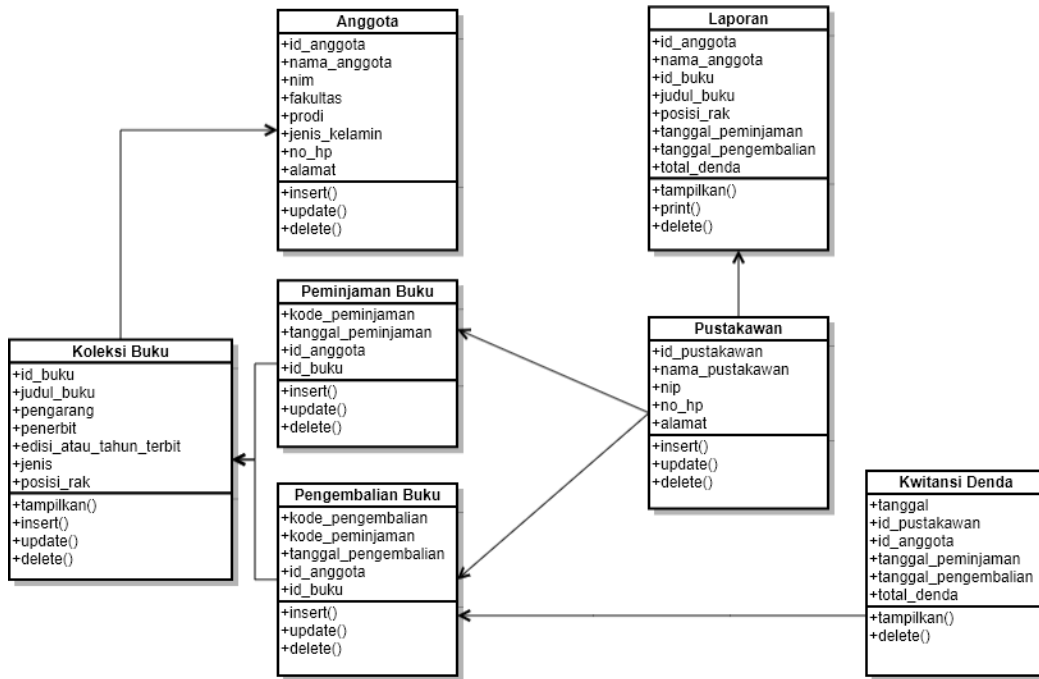 Anggota
+id_anggota
+nama_anggota
+nim
+fakultas
+prodi
+jenis_kelamin
+no_hp
+alamat
+insert()
+update()
+delete()
Laporan
+id_anggota
+nama_anggota
+id_buku
+judul_buku
+posisi_rak
+tanggal_peminjaman
+tanggal_pengembalian
+total_denda
+tampilkan()
+print()
+delete()
Koleksi Buku
+id_buku
+judul_buku
+pengarang
+penerbit
+edisi_atau_tahun_terbit
+jenis
+posisi_rak
+tampilkan()
+insert()
+update()
+delete()
Peminjaman Buku
+kode_peminjaman
+tanggal_peminjaman
+id_anggota
+id_buku
+insert()
+update()
+delete()
Pustakawan
+id_pustakawan
+nama_pustakawan
+nip
+no_hp
+alamat
+insert()
+update()
+delete()
Pengembalian Buku
+kode_pengembalian
+kode_peminjaman
+tanggal_pengembalian
+id_anggota
+id_buku
+insert()
+update()
+delete()
Kwitansi Denda
+tanggal
+id_pustakawan
+id_anggota
+tanggal_peminjaman
+tanggal_pengembalian
+total_denda
+tampilkan()
+delete()